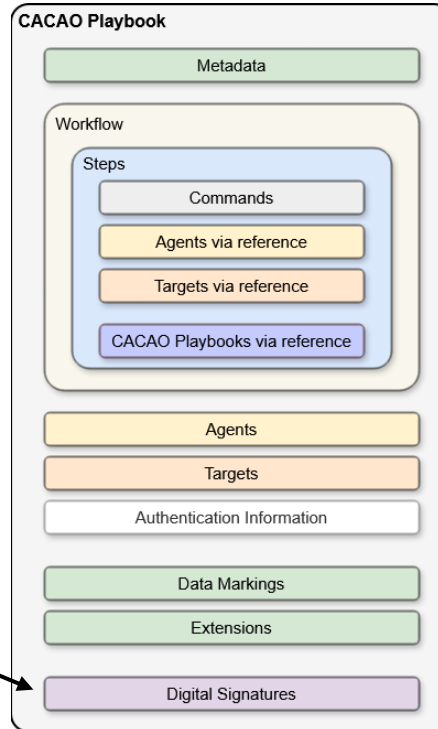 CACAO Playbook
Metadata
Workflow
Steps
Commands
Agents via reference
Targets via reference
CACAO Playbooks via reference
Agents
Targets
Authentication Information
Data Markings
Extensions
Digital Signatures